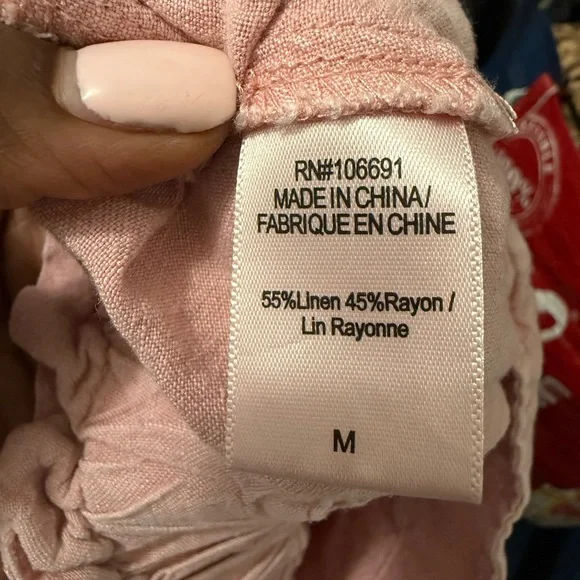 RN#106691
MADE IN CHINA/
FABRIQUE EN CHINE
55%Linen 45%Rayon /
Lin Rayonne
M